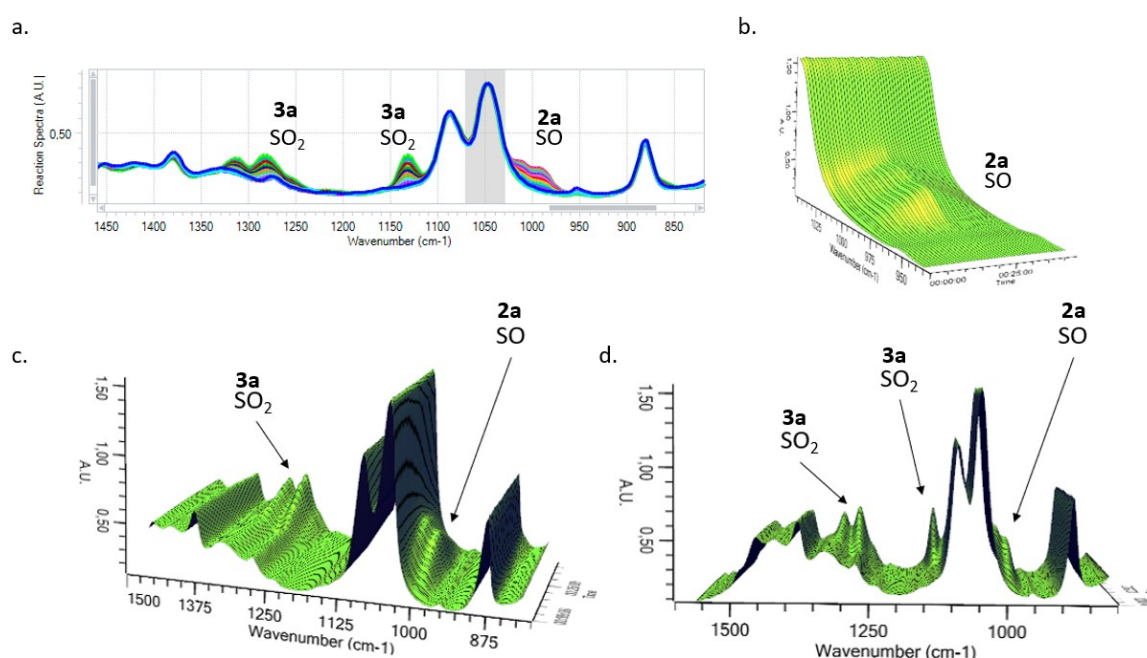 a.
Reaction Spectra (A.U.)
0,50
3a
SO2
3a
SO2
2a
SO
1450 1400 1350 1300 1250 1200 1150 1100 1050 1000 950 900 850
Wavenumber (cm-1)
b.
1,50
1,00
0,50
A.U.
2a
SO
1025 1000 975 950
Wavenumber (cm-1)
00:00:00 00:25:00
Time
c.
3a
SO2
2a
SO
1,50
1,00
0,50
A.U.
1500 1375 1250 1125 1000 875
Wavenumber (cm-1)
Time
d.
3a
SO2
3a
SO2
2a
SO
1,50
1,00
0,50
A.U.
1500 1250 1000
Wavenumber (cm-1)